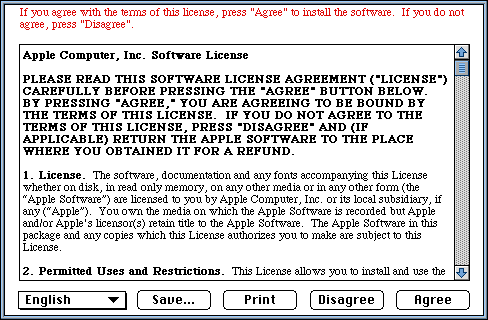 If you agree with the terms of this license, press "Agree" to install the software.  If you do not
agree, press "Disagree".
Apple Computer, Inc. Software License
PLEASE READ THIS SOFTWARE LICENSE AGREEMENT ("LICENSE")
CAREFULLY BEFORE PRESSING THE "AGREE" BUTTON BELOW.
BY PRESSING "AGREE," YOU ARE AGREEING TO BE BOUND BY
THE TERMS OF THIS LICENSE.  IF YOU DO NOT AGREE TO THE
TERMS OF THIS LICENSE, PRESS "DISAGREE" AND (IF
APPLICABLE) RETURN THE APPLE SOFTWARE TO THE PLACE
WHERE YOU OBTAINED IT FOR A REFUND.
1. License.  The software, documentation and any fonts accompanying this License
whether on disk, in read only memory, on any other media or in any other form (the
“Apple Software”) are licensed to you by Apple Computer, Inc. or its local subsidiary, if
any (“Apple”).  You own the media on which the Apple Software is recorded but Apple
and/or Apple’s licensor(s) retain title to the Apple Software.  The Apple Software in this
package and any copies which this License authorizes you to make are subject to this
License.
2. Permitted Uses and Restrictions.  This License allows you to install and use the
English Save... Print Disagree Agree